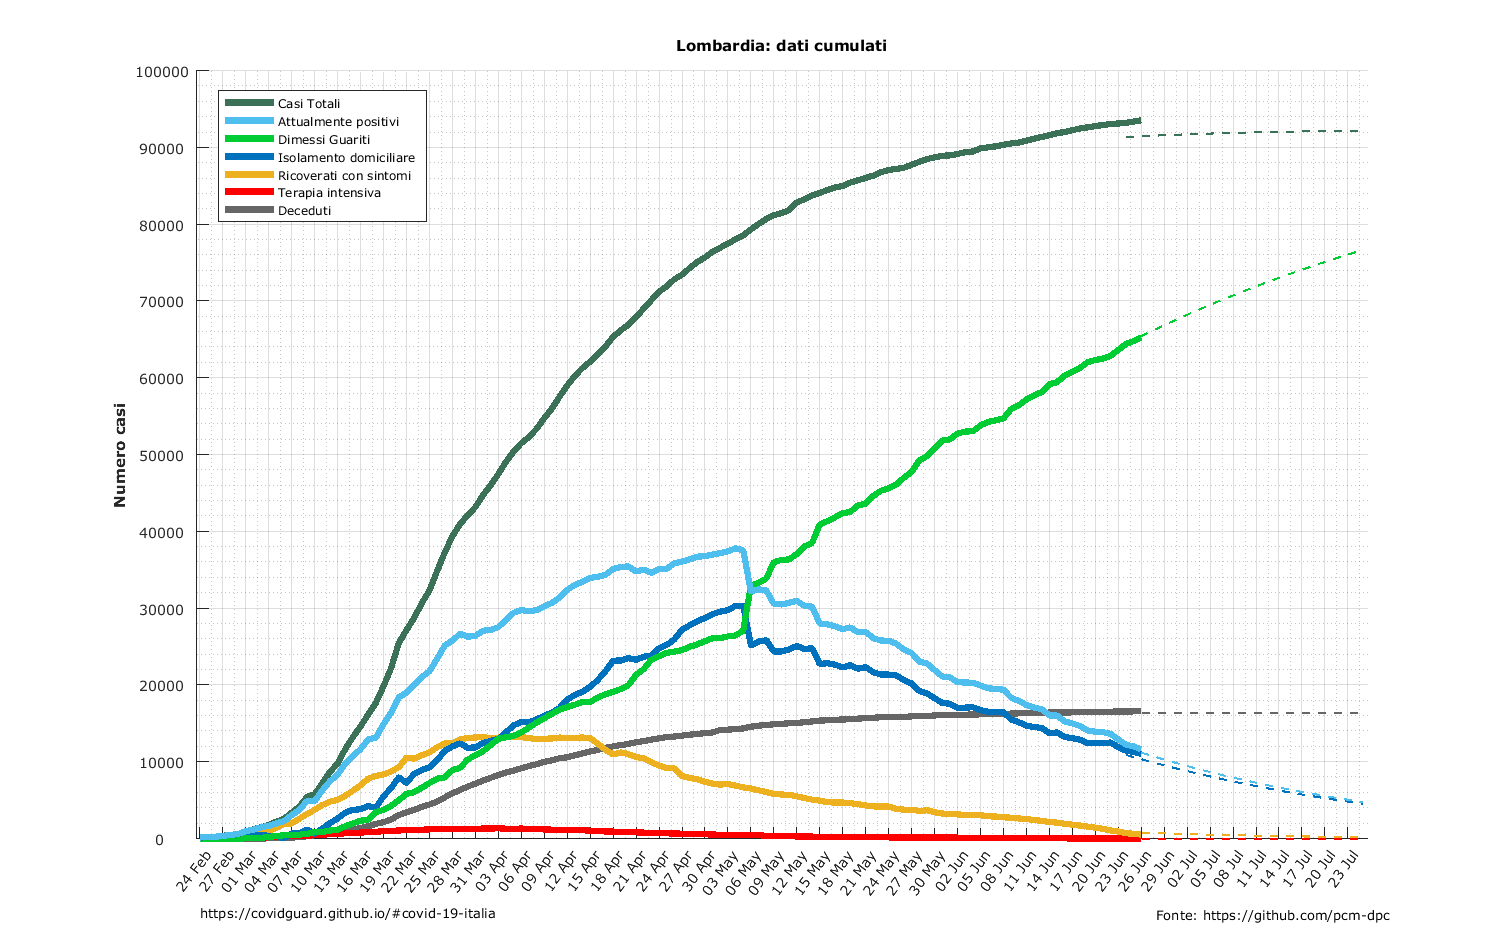 Lombardia: dati cumulati
Numero casi
100000
90000
80000
70000
60000
50000
40000
30000
20000
10000
0
Casi Totali
Attualmente positivi
Dimessi Guariti
Isolamento domiciliare
Ricoverati con sintomi
Terapia intensiva
Deceduti
24 Feb
27 Feb
01 Mar
04 Mar
07 Mar
10 Mar
13 Mar
16 Mar
19 Mar
22 Mar
25 Mar
28 Mar
31 Mar
03 Apr
06 Apr
09 Apr
12 Apr
15 Apr
18 Apr
21 Apr
24 Apr
27 Apr
30 Apr
03 May
06 May
09 May
12 May
15 May
18 May
21 May
24 May
27 May
30 May
02 Jun
05 Jun
08 Jun
11 Jun
14 Jun
17 Jun
20 Jun
23 Jun
26 Jun
29 Jun
02 Jul
05 Jul
08 Jul
11 Jul
14 Jul
17 Jul
20 Jul
23 Jul
https://covidguard.github.io/#covid-19-italia
Fonte: https://github.com/pcm-dpc